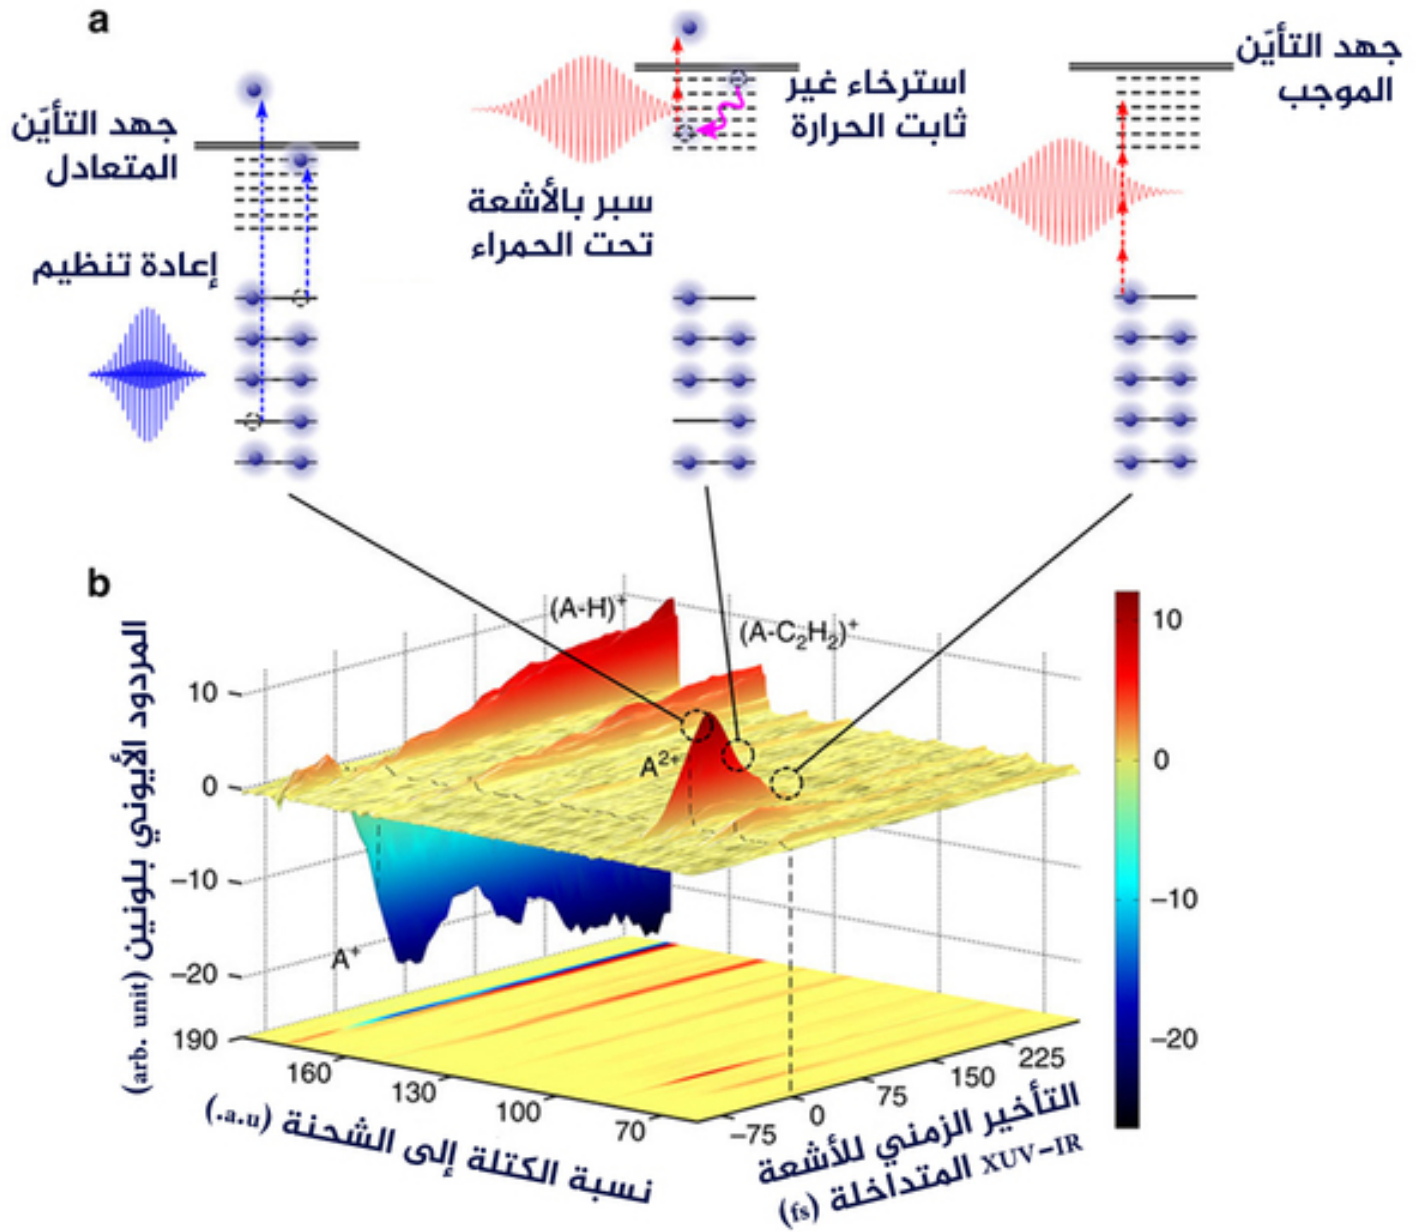 a
جهد التأيّن
المتعادل
إعادة تنظيم
استرخاء غير
ثابت الحرارة
سبر بالأشعة
تحت الحمراء
جهد التأيّن
الموجب
b
(A-H)⁺
(A-C₂H₂)⁺
A²⁺
A⁺
المردود الأيوني بلونين (arb. unit)
10
0
−10
−20
190
160
130
100
70
نسبة الكتلة إلى الشحنة (a.u.)
−75
0
75
150
225
التأخير الزمني للأشعة
XUV−IR المتداخلة (fs)
10
0
−10
−20